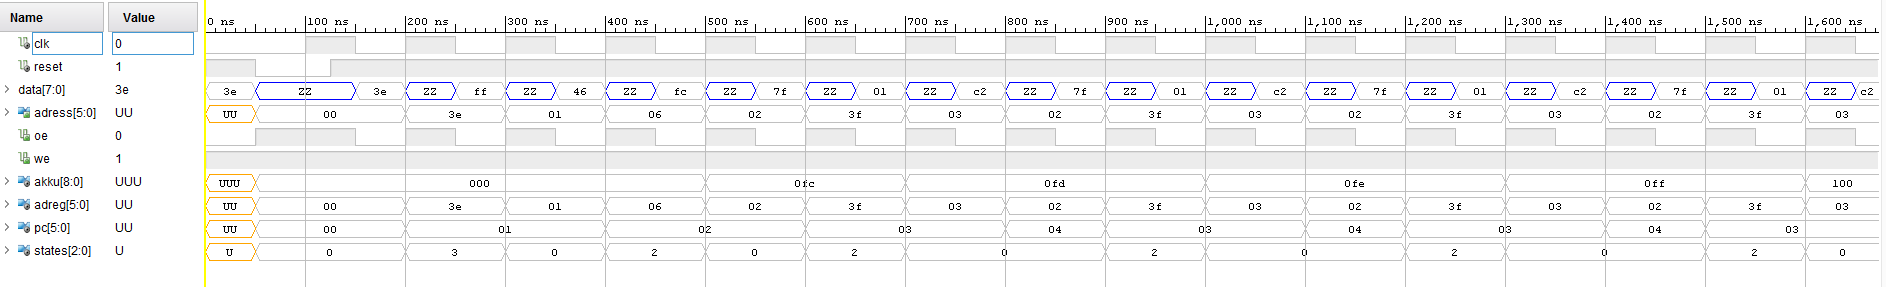 Name Value 0 ns 100 ns 200 ns 300 ns 400 ns 500 ns 600 ns 700 ns 800 ns 900 ns 1,000 ns 1,100 ns 1,200 ns 1,300 ns 1,400 ns 1,500 ns 1,600 ns
clk 0
reset 1
data[7:0] 3e 3e ZZ 3e ZZ ff ZZ 46 ZZ fc ZZ 7f ZZ 01 ZZ c2 ZZ 7f ZZ 01 ZZ c2 ZZ 7f ZZ 01 ZZ c2 ZZ 7f ZZ 01 ZZ c2
adress[5:0] UU UU 00 3e 01 06 02 3f 03 02 3f 03 02 3f 03 02 3f 03
oe 0
we 1
akku[8:0] UUU UUU 000 0fc 0fd 0fe 0ff 100
adreg[5:0] UU UU 00 3e 01 06 02 3f 03 02 3f 03 02 3f 03 02 3f 03
pc[5:0] UU UU 00 01 02 03 04 03 04 03 04 03
states[2:0] U U 0 3 0 2 0 2 0 2 0 2 0 2 0